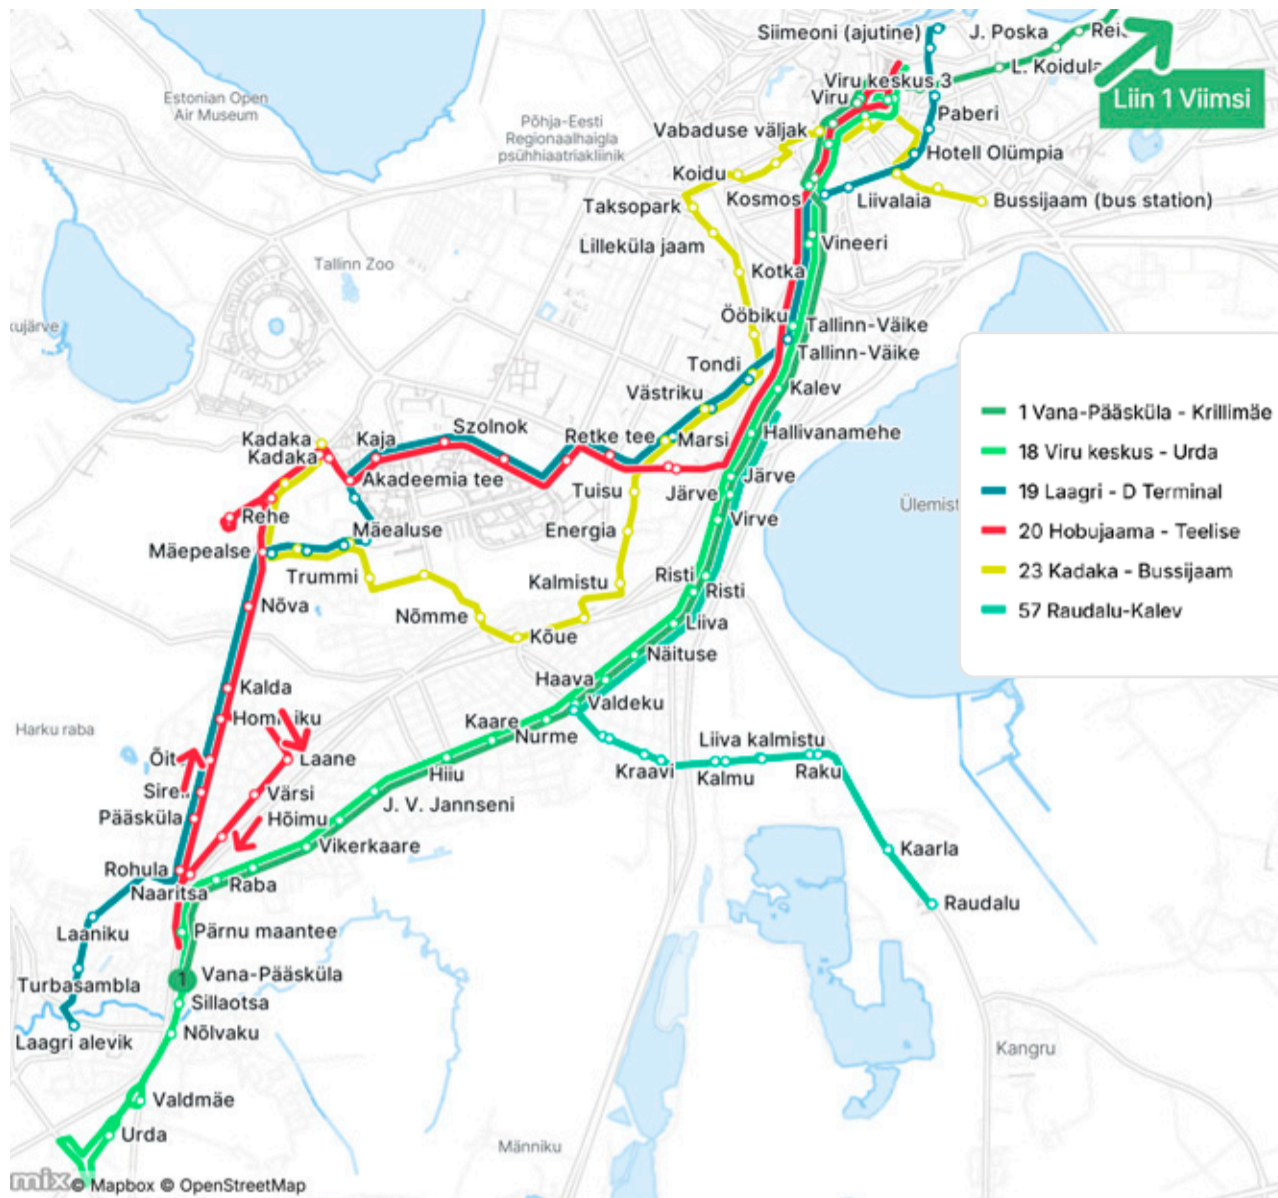 Siimeoni (ajutine)
J. Poska
L. Koidula
Liin 1 Viimsi
Viru keskus 3
Viru
Estonian Open
Air Museum
Põhja-Eesti
Regionaalhaigla
psühhiaatriakliinik
Vabaduse väljak
Paberi
Hotell Olümpia
Koidu
Taksopark
Kosmos
Liivalaia
Bussijaam (bus station)
Lilleküla jaam
Vineeri
Tallinn Zoo
Kotka
kujärve
Ööbiku
Tallinn-Väike
Tallinn-Väike
Tondi
Kalev
Västriku
1 Vana-Pääsküla - Krillimäe
18 Viru keskus - Urda
19 Laagri - D Terminal
20 Hobujaama - Teelise
23 Kadaka - Bussijaam
57 Raudalu-Kalev
Kadaka
Kaja
Szolnok
Retke tee
Marsi
Hallivanamehe
Kadaka
Akadeemia tee
Tuisu
Järve
Järve
Ülemist
Rehe
Mäealuse
Energia
Virve
Mäepealse
Trummi
Kalmistu
Risti
Risti
Nõva
Nõmme
Kõue
Liiva
Näituse
Kalda
Haava
Valdeku
Harku raba
Kaare
Nurme
Liiva kalmistu
Laane
Kraavi
Kalmu
Raku
Hiiu
Värsi
J. V. Jannseni
Pääsküla
Hõimu
Vikerkaare
Kaarla
Rohula
Naaritsa
Raba
Raudalu
Laaniku
Pärnu maantee
1
Vana-Pääsküla
Turbasambla
Sillaotsa
Laagri alevik
Nõlvaku
Kangru
Valdmäe
Urda
Männiku
mix
© Mapbox © OpenStreetMap